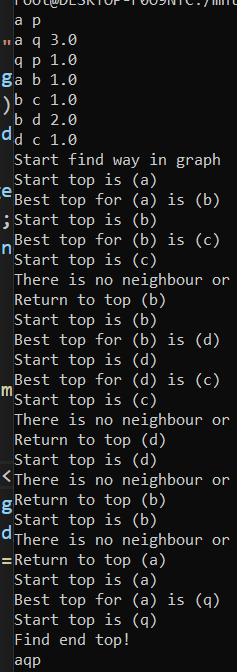 a p
a q 3.0
q p 1.0
a b 1.0
b c 1.0
b d 2.0
d c 1.0
Start find way in graph
Start top is (a)
Best top for (a) is (b)
Start top is (b)
Best top for (b) is (c)
Start top is (c)
There is no neighbour or
Return to top (b)
Start top is (b)
Best top for (b) is (d)
Start top is (d)
Best top for (d) is (c)
Start top is (c)
There is no neighbour or
Return to top (d)
Start top is (d)
There is no neighbour or
Return to top (b)
Start top is (b)
There is no neighbour or
Return to top (a)
Start top is (a)
Best top for (a) is (q)
Start top is (q)
Find end top!
aqp